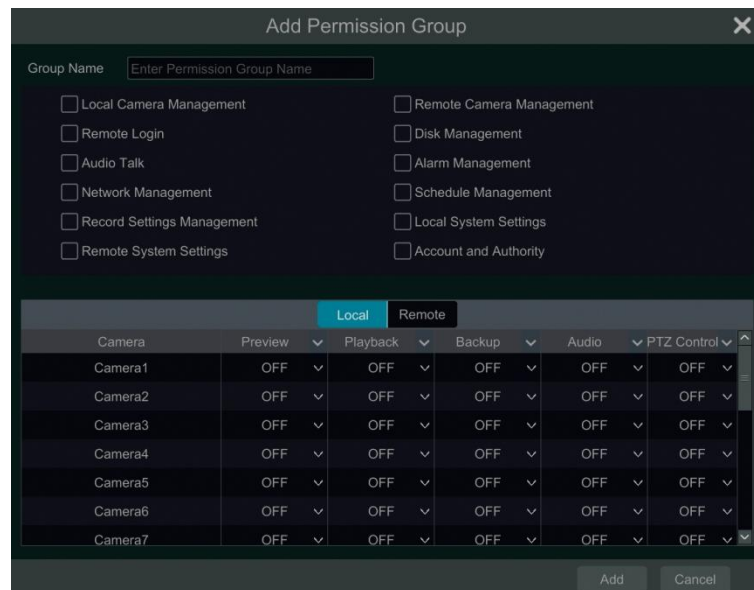 Add Permission Group
Group Name Enter Permission Group Name
Local Camera Management Remote Camera Management
Remote Login Disk Management
Audio Talk Alarm Management
Network Management Schedule Management
Record Settings Management Local System Settings
Remote System Settings Account and Authority
Local Remote
Camera Preview Playback Backup Audio PTZ Control
Camera1 OFF OFF OFF OFF OFF
Camera2 OFF OFF OFF OFF OFF
Camera3 OFF OFF OFF OFF OFF
Camera4 OFF OFF OFF OFF OFF
Camera5 OFF OFF OFF OFF OFF
Camera6 OFF OFF OFF OFF OFF
Camera7 OFF OFF OFF OFF OFF
Add Cancel